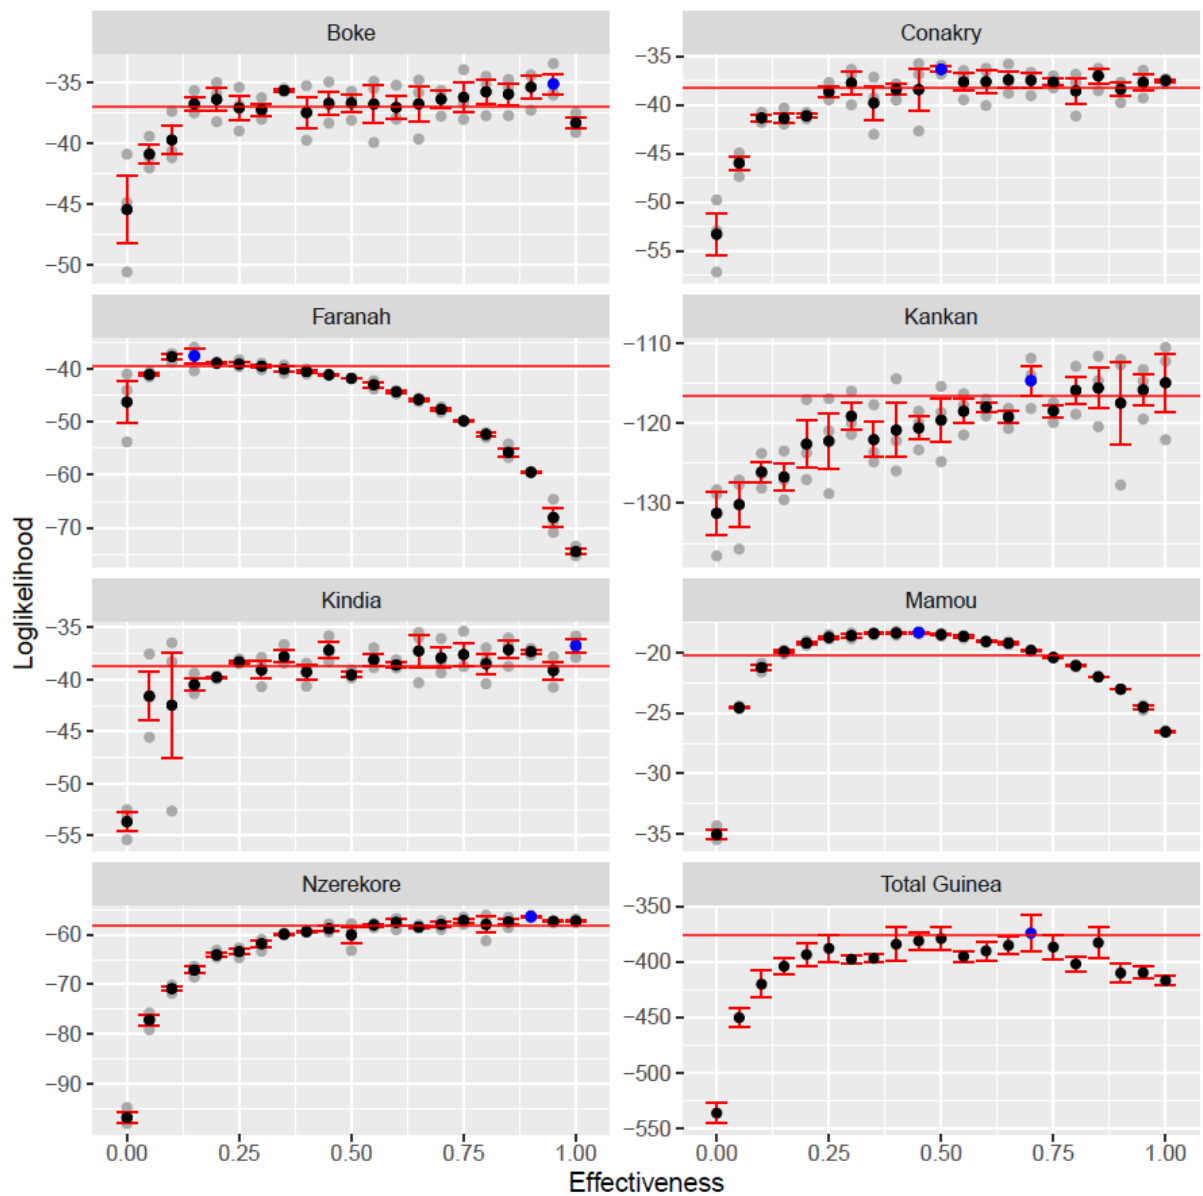 Boke
Conakry
−35
−40
−45
−50
−35
−40
−45
−50
−55
Faranah
Kankan
−40
−50
−60
−70
−110
−120
−130
Kindia
Mamou
−35
−40
−45
−50
−55
−20
−25
−30
−35
Nzerekore
Total Guinea
−60
−70
−80
−90
−350
−400
−450
−500
−550
0.00 0.25 0.50 0.75 1.00
0.00 0.25 0.50 0.75 1.00
Effectiveness
Loglikelihood